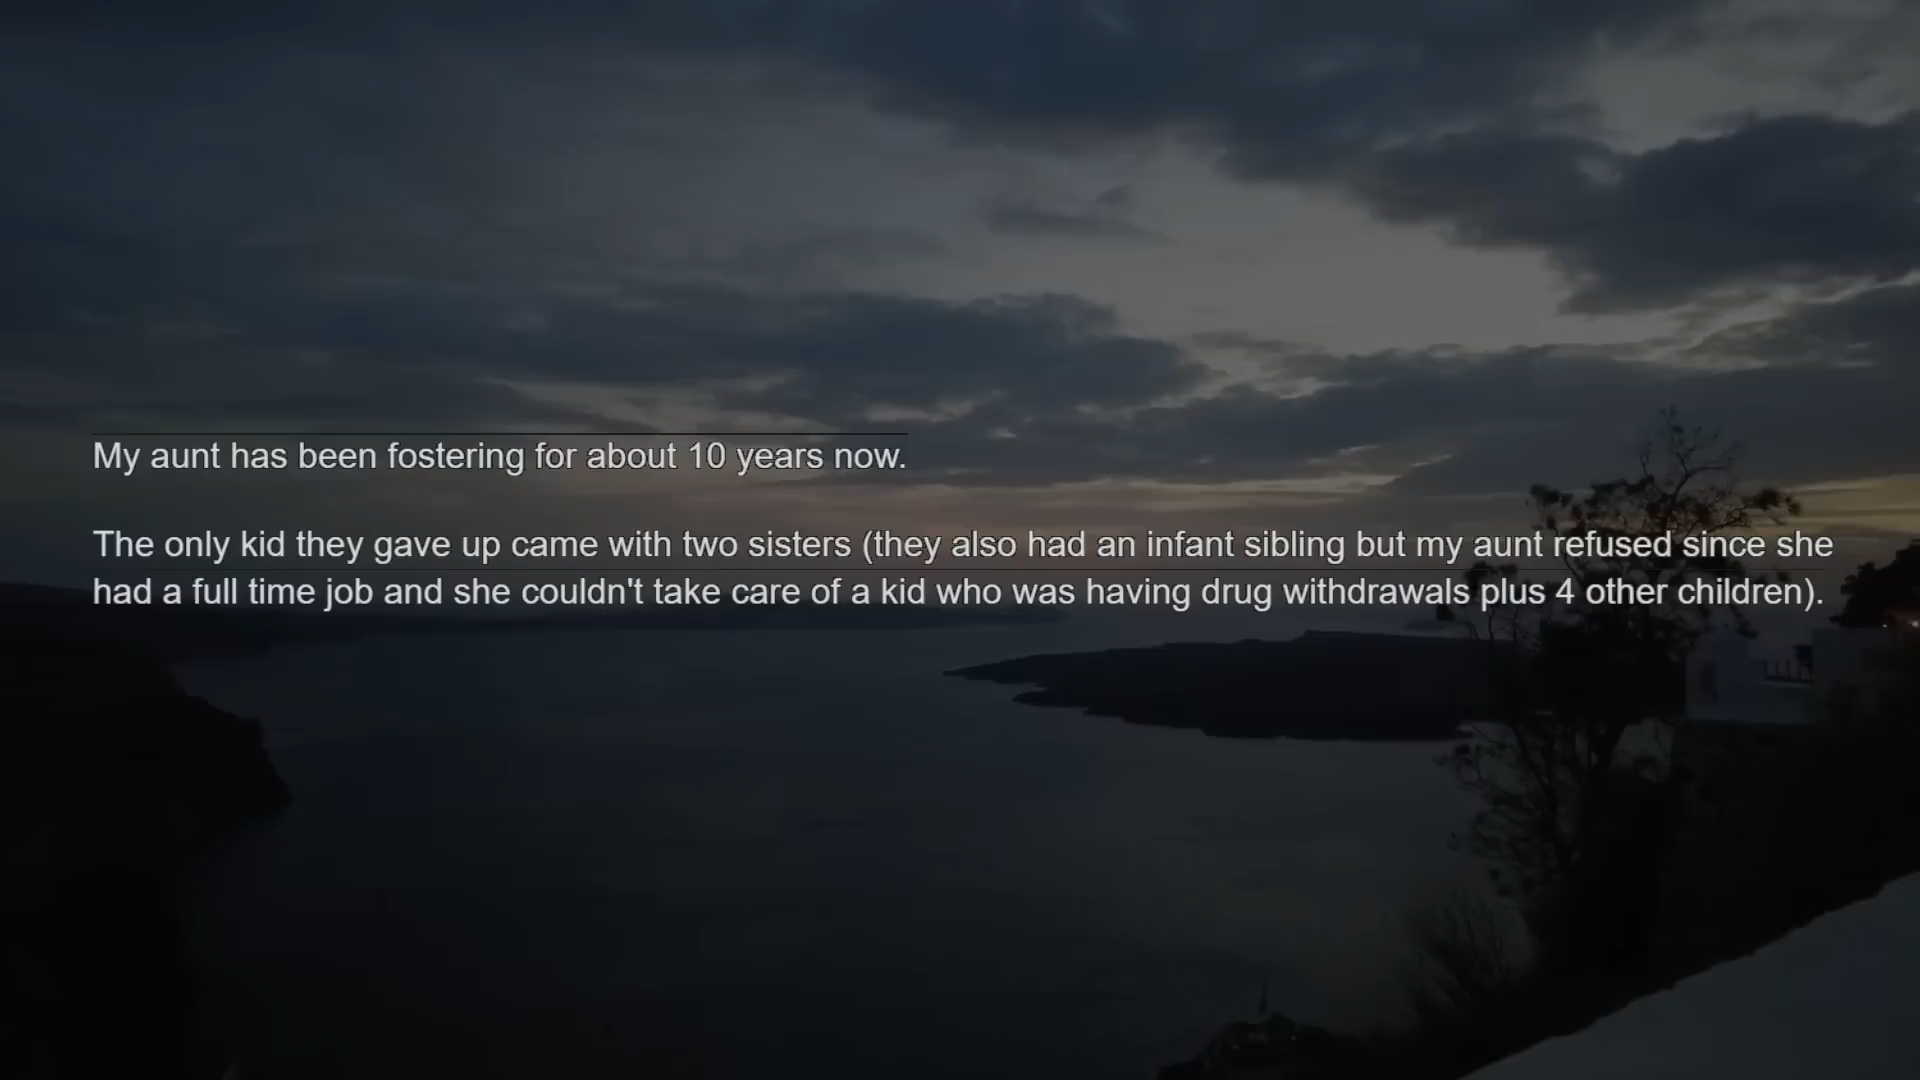 My aunt has been fostering for about 10 years now.
The only kid they gave up came with two sisters (they also had an infant sibling but my aunt refused since she
had a full time job and she couldn't take care of a kid who was having drug withdrawals plus 4 other children).